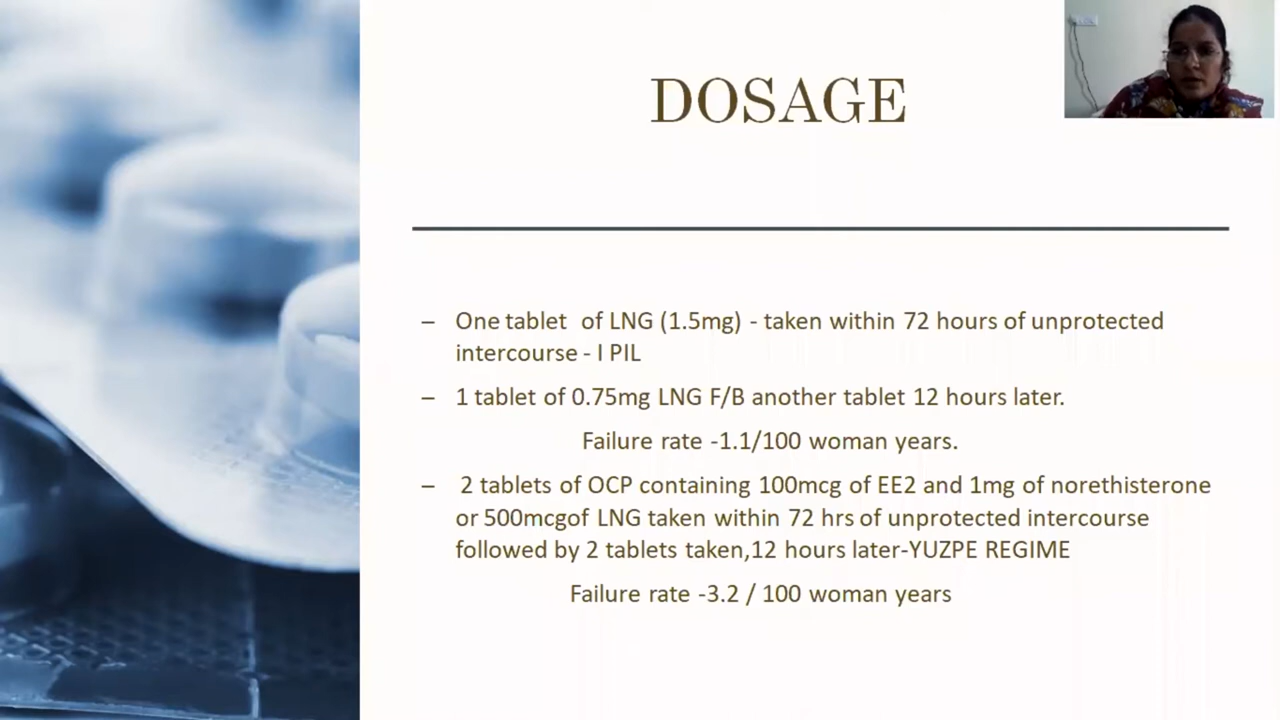 DOSAGE
– One tablet of LNG (1.5mg) - taken within 72 hours of unprotected
intercourse - I PIL
– 1 tablet of 0.75mg LNG F/B another tablet 12 hours later.
Failure rate -1.1/100 woman years.
– 2 tablets of OCP containing 100mcg of EE2 and 1mg of norethisterone
or 500mcgof LNG taken within 72 hrs of unprotected intercourse
followed by 2 tablets taken,12 hours later-YUZPE REGIME
Failure rate -3.2 / 100 woman years